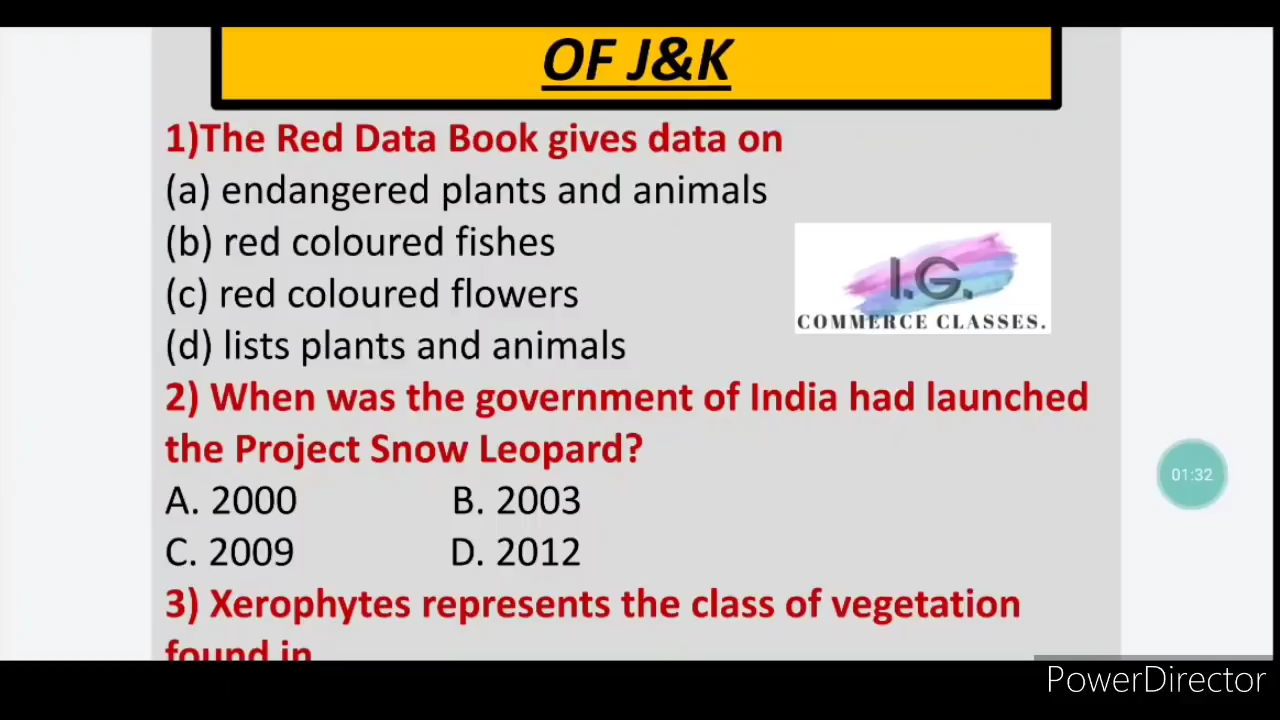 OF J&K
1)The Red Data Book gives data on
(a) endangered plants and animals
(b) red coloured fishes
(c) red coloured flowers
(d) lists plants and animals
I.G.
COMMERCE CLASSES.
2) When was the government of India had launched
the Project Snow Leopard?
A. 2000 B. 2003
C. 2009 D. 2012
01:32
3) Xerophytes represents the class of vegetation
found in
PowerDirector